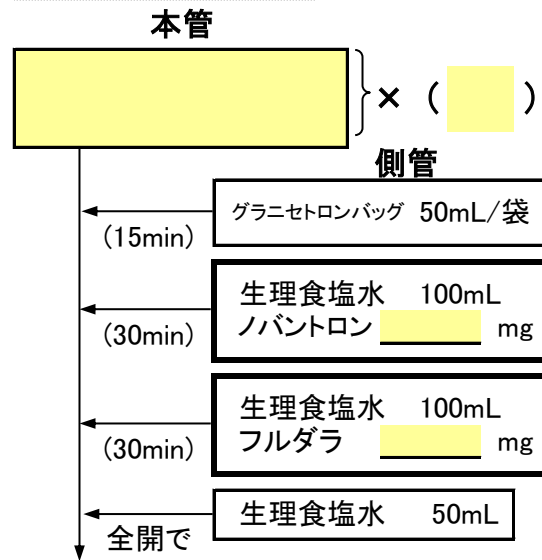 本管
× ( )
側管
グラニセトロンバッグ 50mL/袋
(15min)
生理食塩水 100mL
ノバントロン mg
(30min)
生理食塩水 100mL
フルダラ mg
(30min)
生理食塩水 50mL
全開で